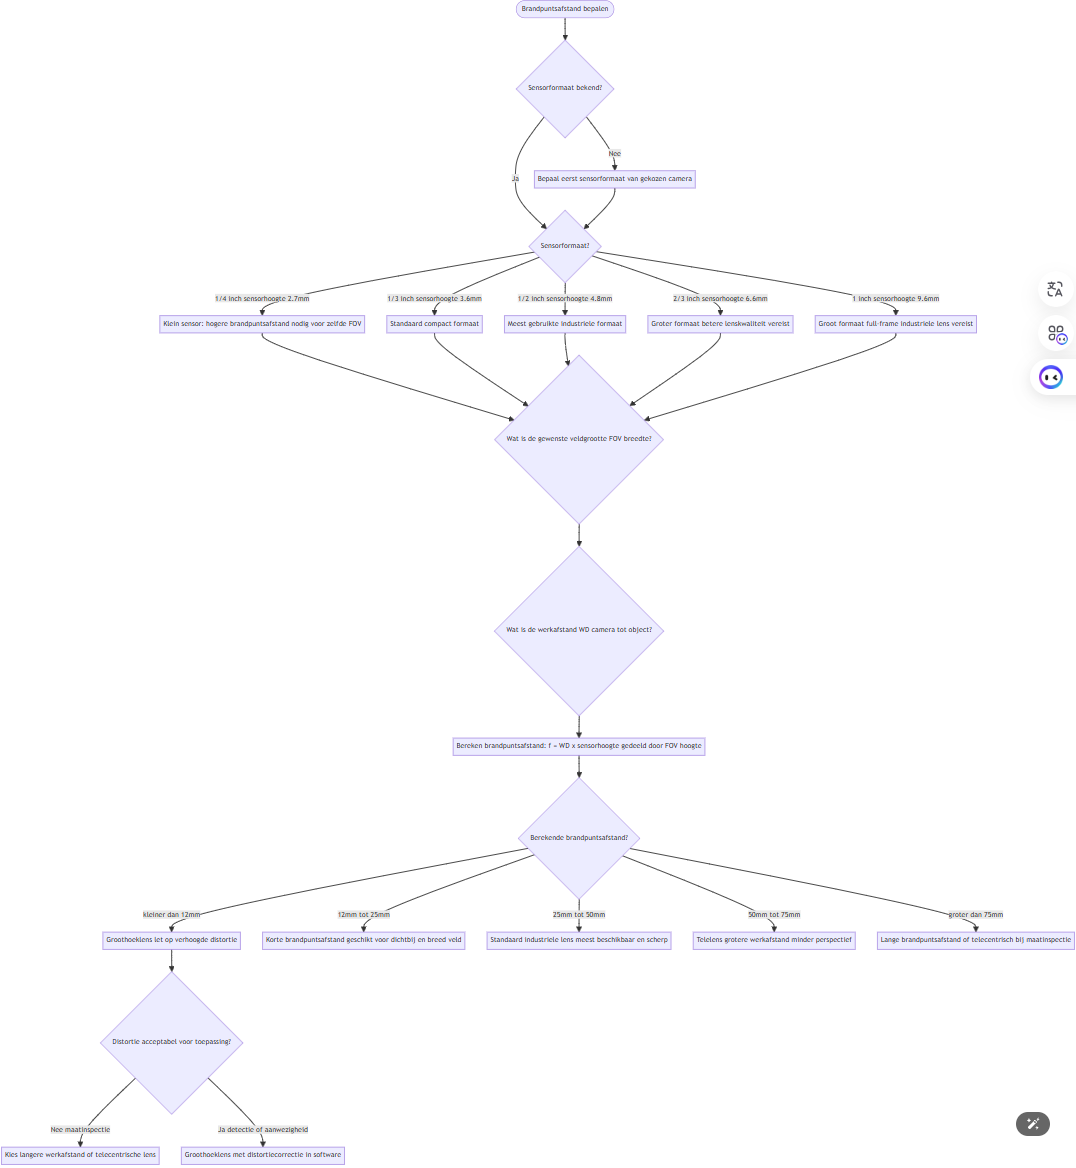 Brandpuntsafstand bepalen
Sensorformaat bekend?
Nee
Ja
Bepaal eerst sensorformaat van gekozen camera
Sensorformaat?
1/4 inch sensorhoogte 2.7mm
1/3 inch sensorhoogte 3.6mm
1/2 inch sensorhoogte 4.8mm
2/3 inch sensorhoogte 6.6mm
1 inch sensorhoogte 9.6mm
Klein sensor: hogere brandpuntsafstand nodig voor zelfde FOV
Standaard compact formaat
Meest gebruikte industriele formaat
Groter formaat betere lenskwaliteit vereist
Groot formaat full-frame industriele lens vereist
Wat is de gewenste veldgrootte FOV breedte?
Wat is de werkafstand WD camera tot object?
Bereken brandpuntsafstand: f = WD x sensorhoogte gedeeld door FOV hoogte
Berekende brandpuntsafstand?
kleiner dan 12mm
12mm tot 25mm
25mm tot 50mm
50mm tot 75mm
groter dan 75mm
Groothoeklens let op verhoogde distortie
Korte brandpuntsafstand geschikt voor dichtbij en breed veld
Standaard industriele lens meest beschikbaar en scherp
Telelens grotere werkafstand minder perspectief
Lange brandpuntsafstand of telecentrisch bij maatinspectie
Distortie acceptabel voor toepassing?
Nee maatinspectie
Ja detectie of aanwezigheid
Kies langere werkafstand of telecentrische lens
Groothoeklens met distortiecorrectie in software